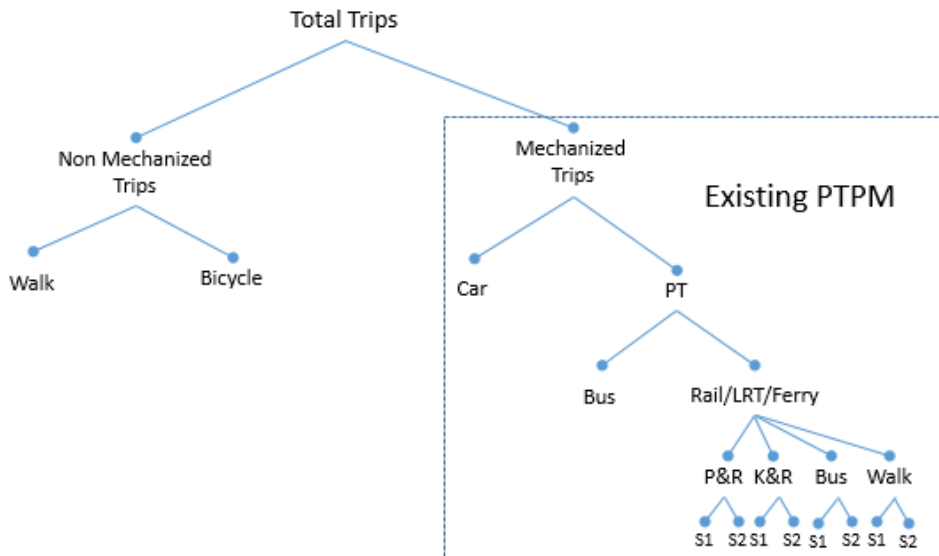 Total Trips
Non Mechanized
Trips
Mechanized
Trips
Existing PTPM
Walk
Bicycle
Car
PT
Bus
Rail/LRT/Ferry
P&R K&R Bus Walk
S1 S2 S1 S2 S1 S2 S1 S2